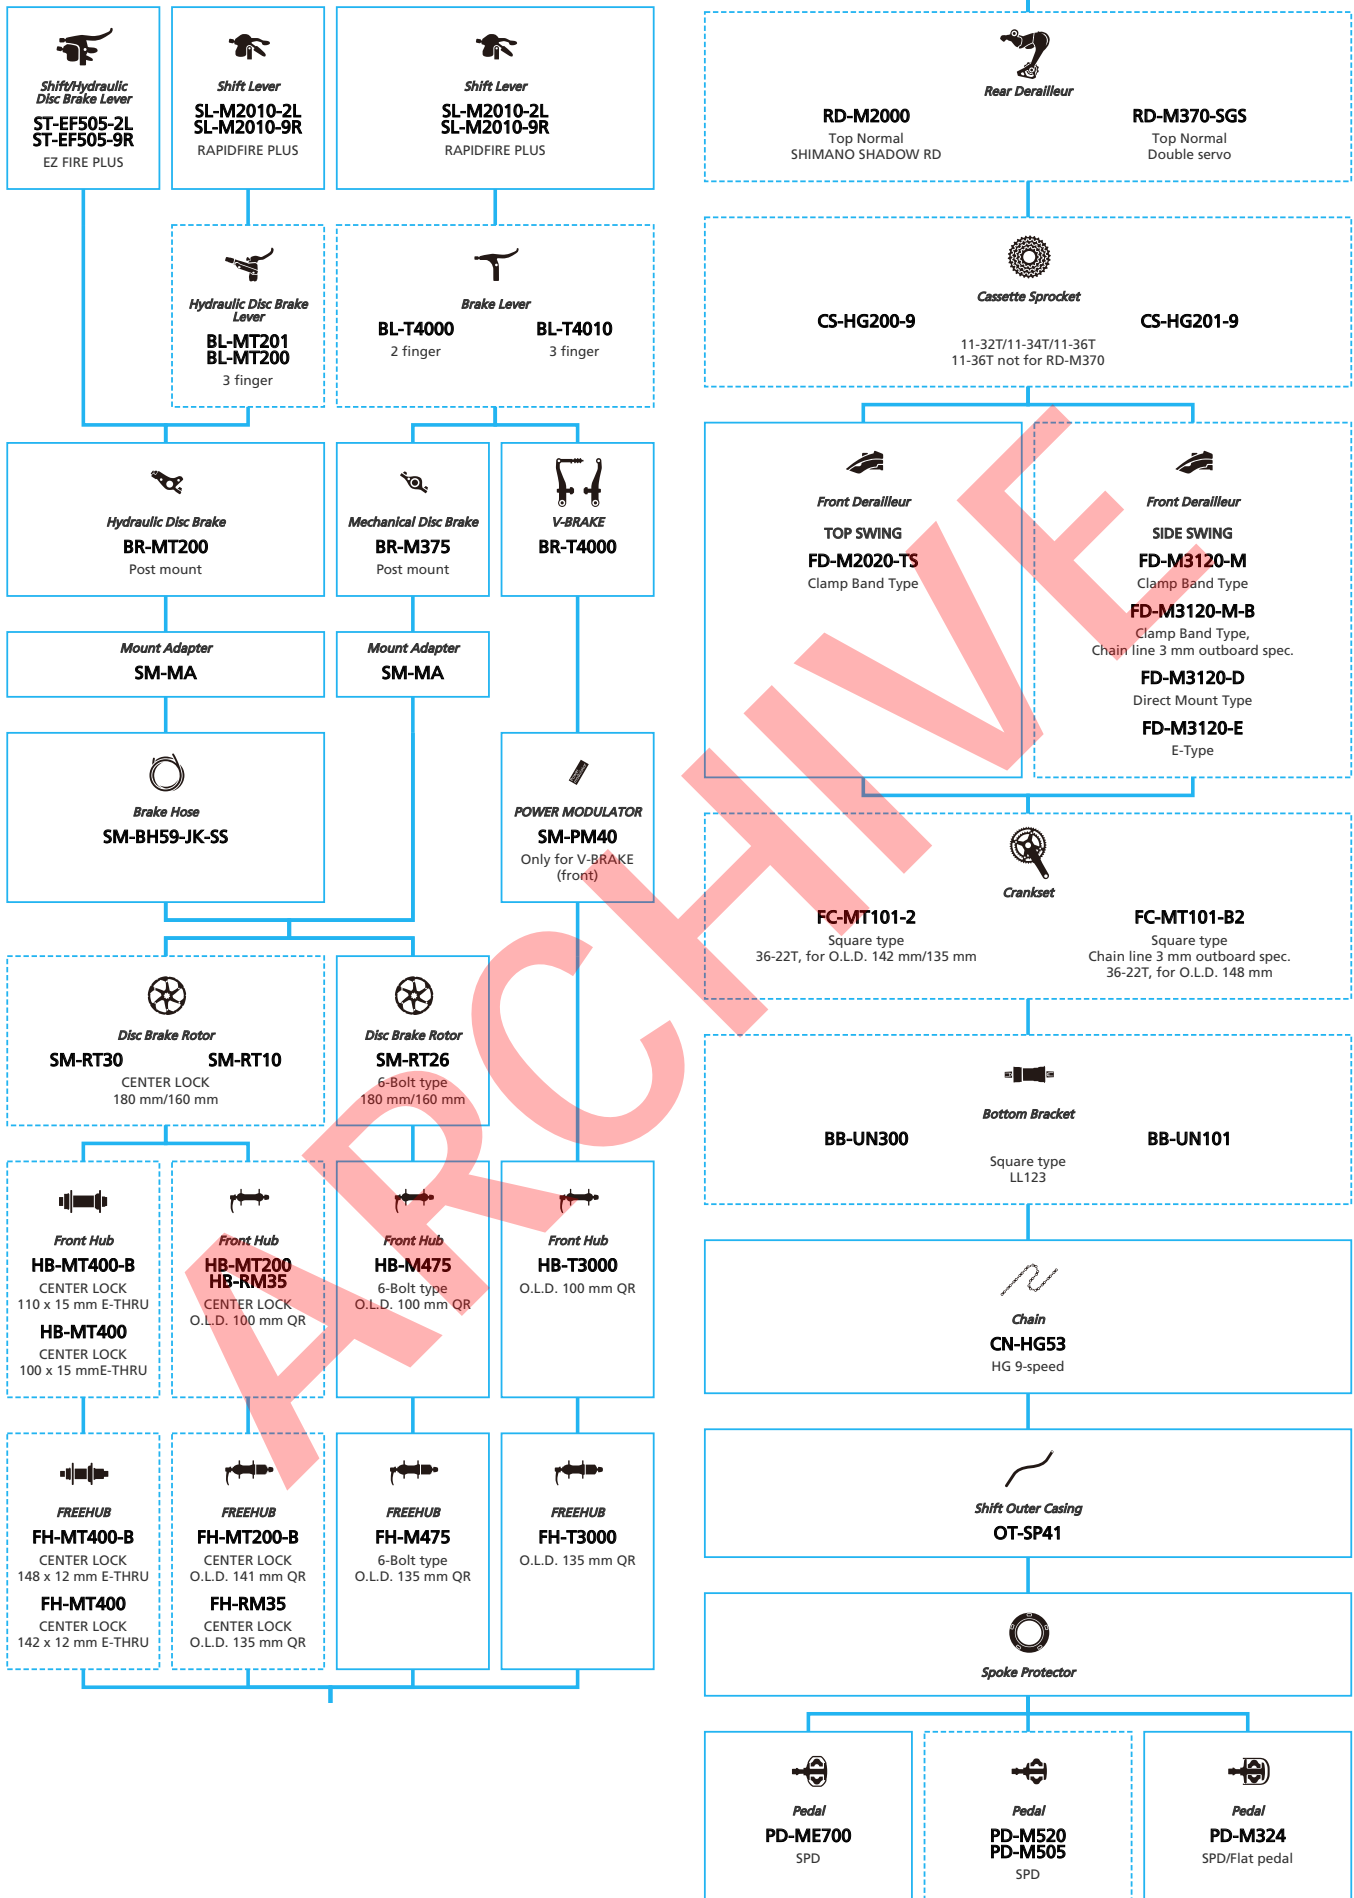 Shift/Hydraulic
Disc Brake Lever
ST-EF505-2L
ST-EF505-9R
EZ FIRE PLUS
Shift Lever
SL-M2010-2L
SL-M2010-9R
RAPIDFIRE PLUS
Shift Lever
SL-M2010-2L
SL-M2010-9R
RAPIDFIRE PLUS
Hydraulic Disc Brake
Lever
BL-MT201
BL-MT200
3 finger
Brake Lever
BL-T4000
2 finger
BL-T4010
3 finger
Hydraulic Disc Brake
BR-MT200
Post mount
Mechanical Disc Brake
BR-M375
Post mount
V-BRAKE
BR-T4000
Mount Adapter
SM-MA
Mount Adapter
SM-MA
Brake Hose
SM-BH59-JK-SS
POWER MODULATOR
SM-PM40
Only for V-BRAKE
(front)
Disc Brake Rotor
SM-RT30
SM-RT10
CENTER LOCK
180 mm/160 mm
Disc Brake Rotor
SM-RT26
6-Bolt type
180 mm/160 mm
Front Hub
HB-MT400-B
CENTER LOCK
110 x 15 mm E-THRU
HB-MT400
CENTER LOCK
100 x 15 mmE-THRU
Front Hub
HB-MT200
HB-RM35
CENTER LOCK
O.L.D. 100 mm QR
Front Hub
HB-M475
6-Bolt type
O.L.D. 100 mm QR
Front Hub
HB-T3000
O.L.D. 100 mm QR
FREEHUB
FH-MT400-B
CENTER LOCK
148 x 12 mm E-THRU
FH-MT400
CENTER LOCK
142 x 12 mm E-THRU
FREEHUB
FH-MT200-B
CENTER LOCK
O.L.D. 141 mm QR
FH-RM35
CENTER LOCK
O.L.D. 135 mm QR
FREEHUB
FH-M475
6-Bolt type
O.L.D. 135 mm QR
FREEHUB
FH-T3000
O.L.D. 135 mm QR
Rear Derailleur
RD-M2000
Top Normal
SHIMANO SHADOW RD
RD-M370-SGS
Top Normal
Double servo
Cassette Sprocket
CS-HG200-9
CS-HG201-9
11-32T/11-34T/11-36T
11-36T not for RD-M370
Front Derailleur
TOP SWING
FD-M2020-TS
Clamp Band Type
Front Derailleur
SIDE SWING
FD-M3120-M
Clamp Band Type
FD-M3120-M-B
Clamp Band Type,
Chain line 3 mm outboard spec.
FD-M3120-D
Direct Mount Type
FD-M3120-E
E-Type
Crankset
FC-MT101-2
Square type
36-22T, for O.L.D. 142 mm/135 mm
FC-MT101-B2
Square type
Chain line 3 mm outboard spec.
36-22T, for O.L.D. 148 mm
Bottom Bracket
BB-UN300
BB-UN101
Square type
LL123
Chain
CN-HG53
HG 9-speed
Shift Outer Casing
OT-SP41
Spoke Protector
Pedal
PD-ME700
SPD
Pedal
PD-M520
PD-M505
SPD
Pedal
PD-M324
SPD/Flat pedal
ARCHIVE